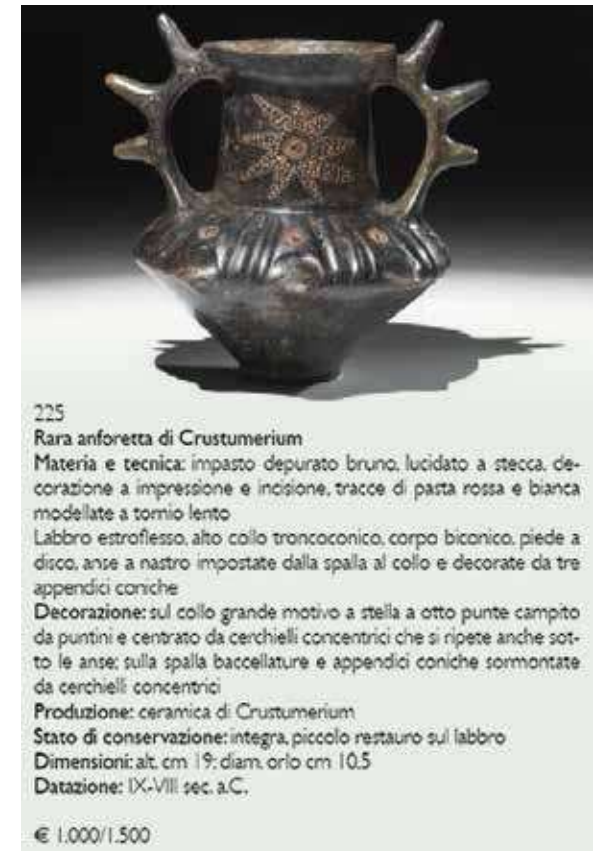 225
Rara anforetta di Crustumerium
Materia e tecnica: impasto depurato bruno, lucidato a stecca, de-
corazione a impressione e incisione, tracce di pasta rossa e bianca
modellate a tornio lento
Labbro estroflesso, alto collo troncoconico, corpo biconico, piede a
disco, anse a nastro impostate dalla spalla al collo e decorate da tre
appendici coniche
Decorazione: sul collo grande motivo a stella a otto punte campito
da puntini e centrato da cerchielli concentrici che si ripete anche sot-
to le anse; sulla spalla baccellature e appendici coniche sormontate
da cerchielli concentrici
Produzione: ceramica di Crustumerium
Stato di conservazione: integra, piccolo restauro sul labbro
Dimensioni: alt. cm 19; diam. orlo cm 10.5
Datazione: IX-VIII sec. a.C.
€ 1.000/1.500